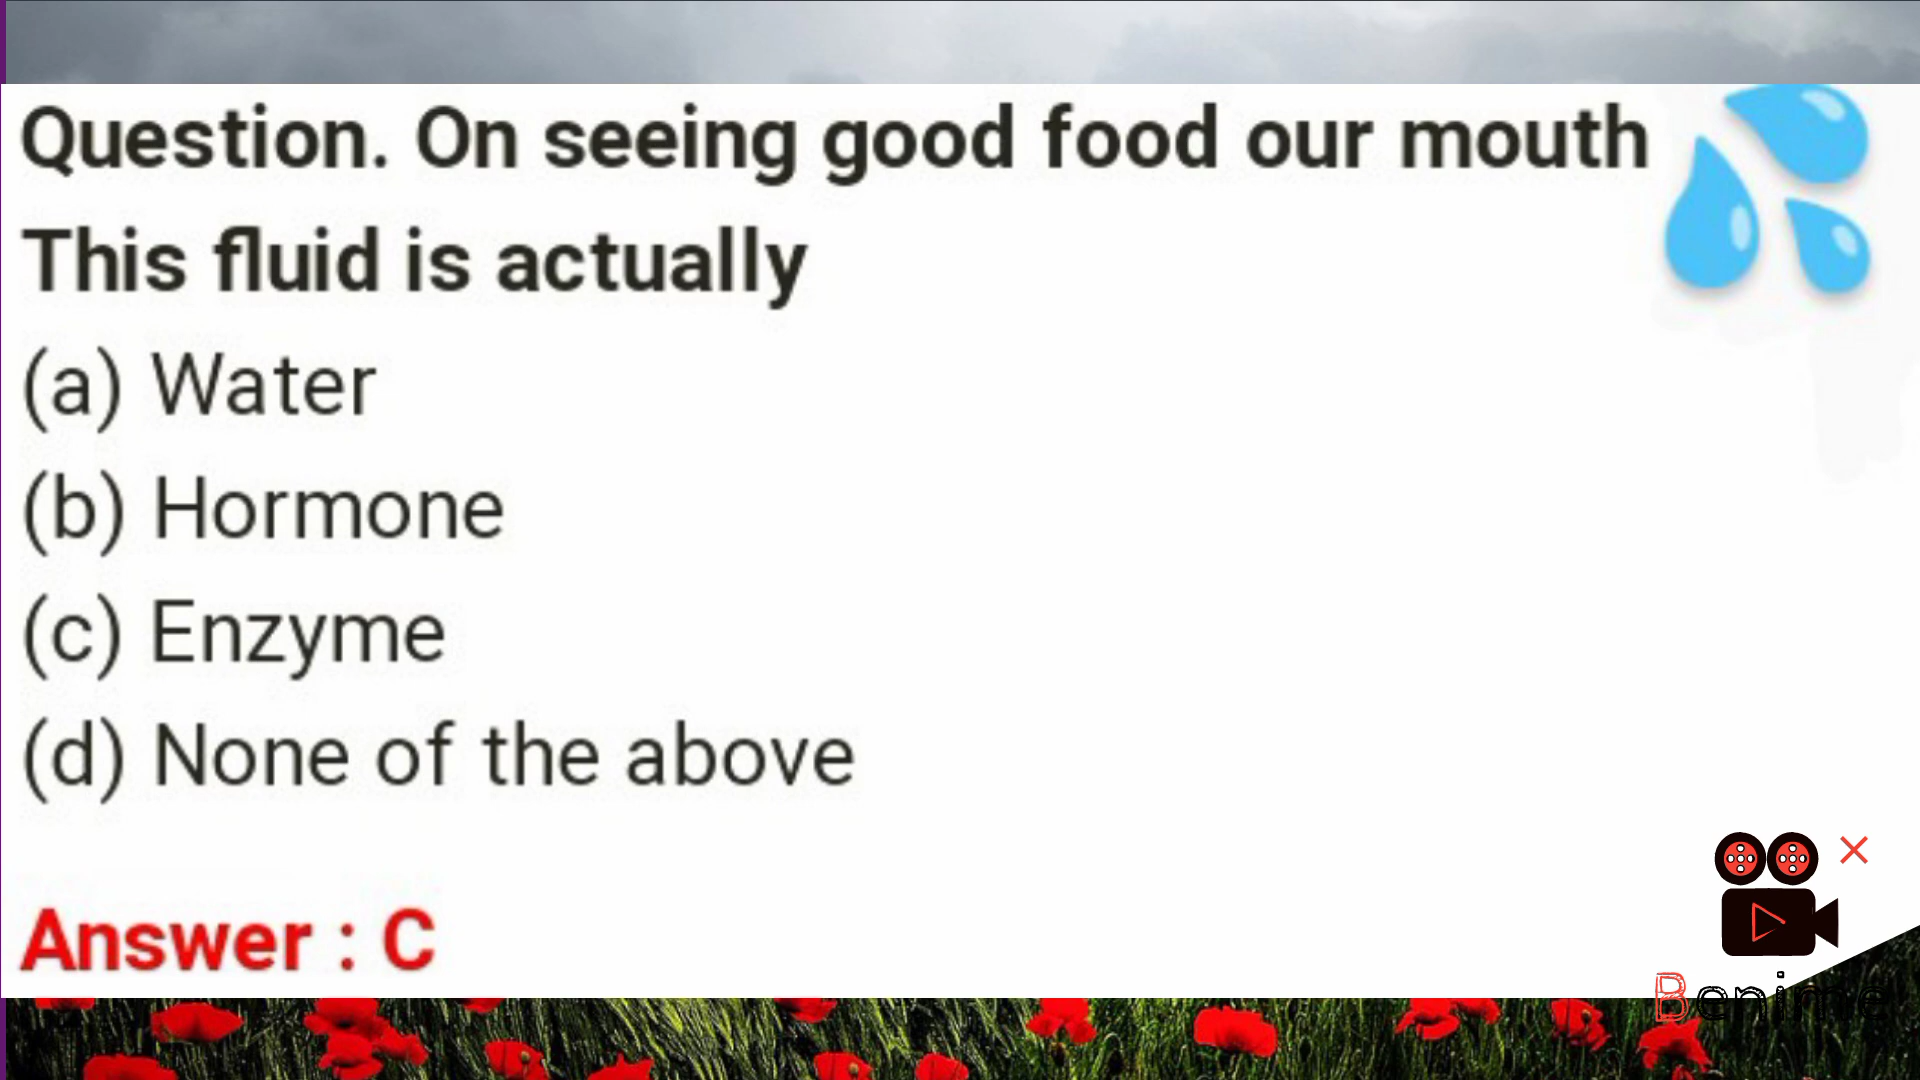 Question. On seeing good food our mouth
This fluid is actually
(a) Water
(b) Hormone
(c) Enzyme
(d) None of the above
Answer : C
Benime